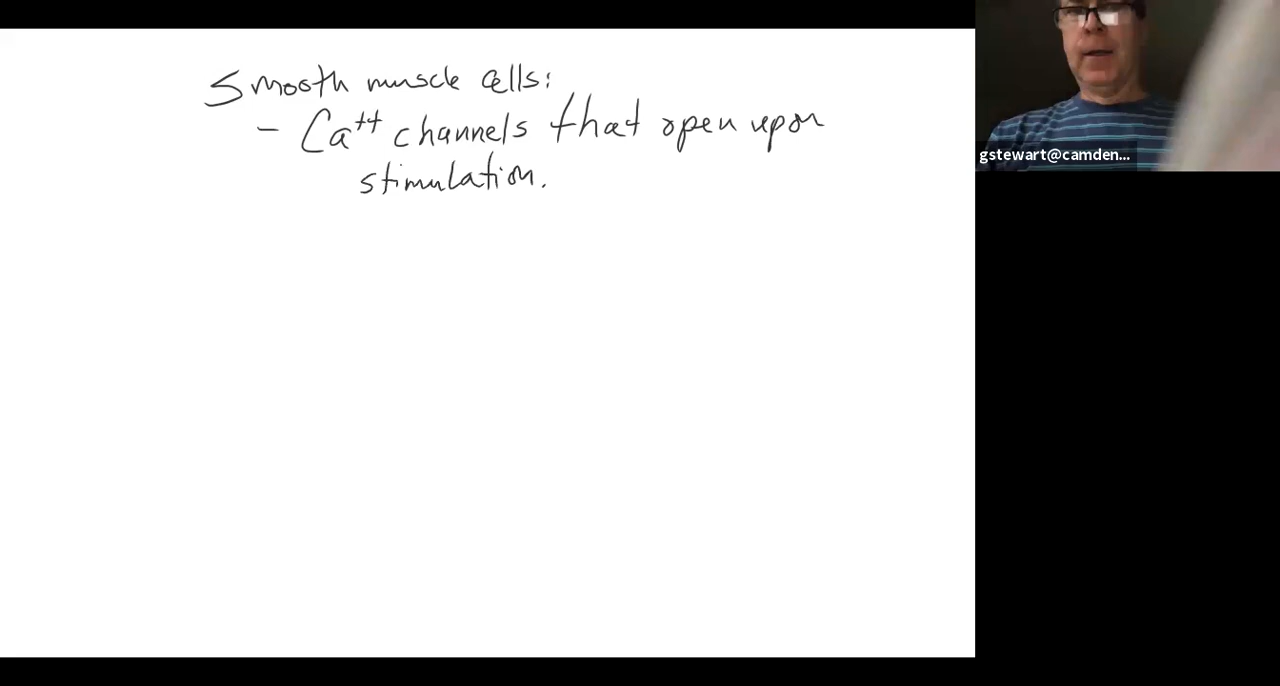 Smooth muscle cells:
- Ca++ channels that open upon
stimulation.
gstewart@camden...